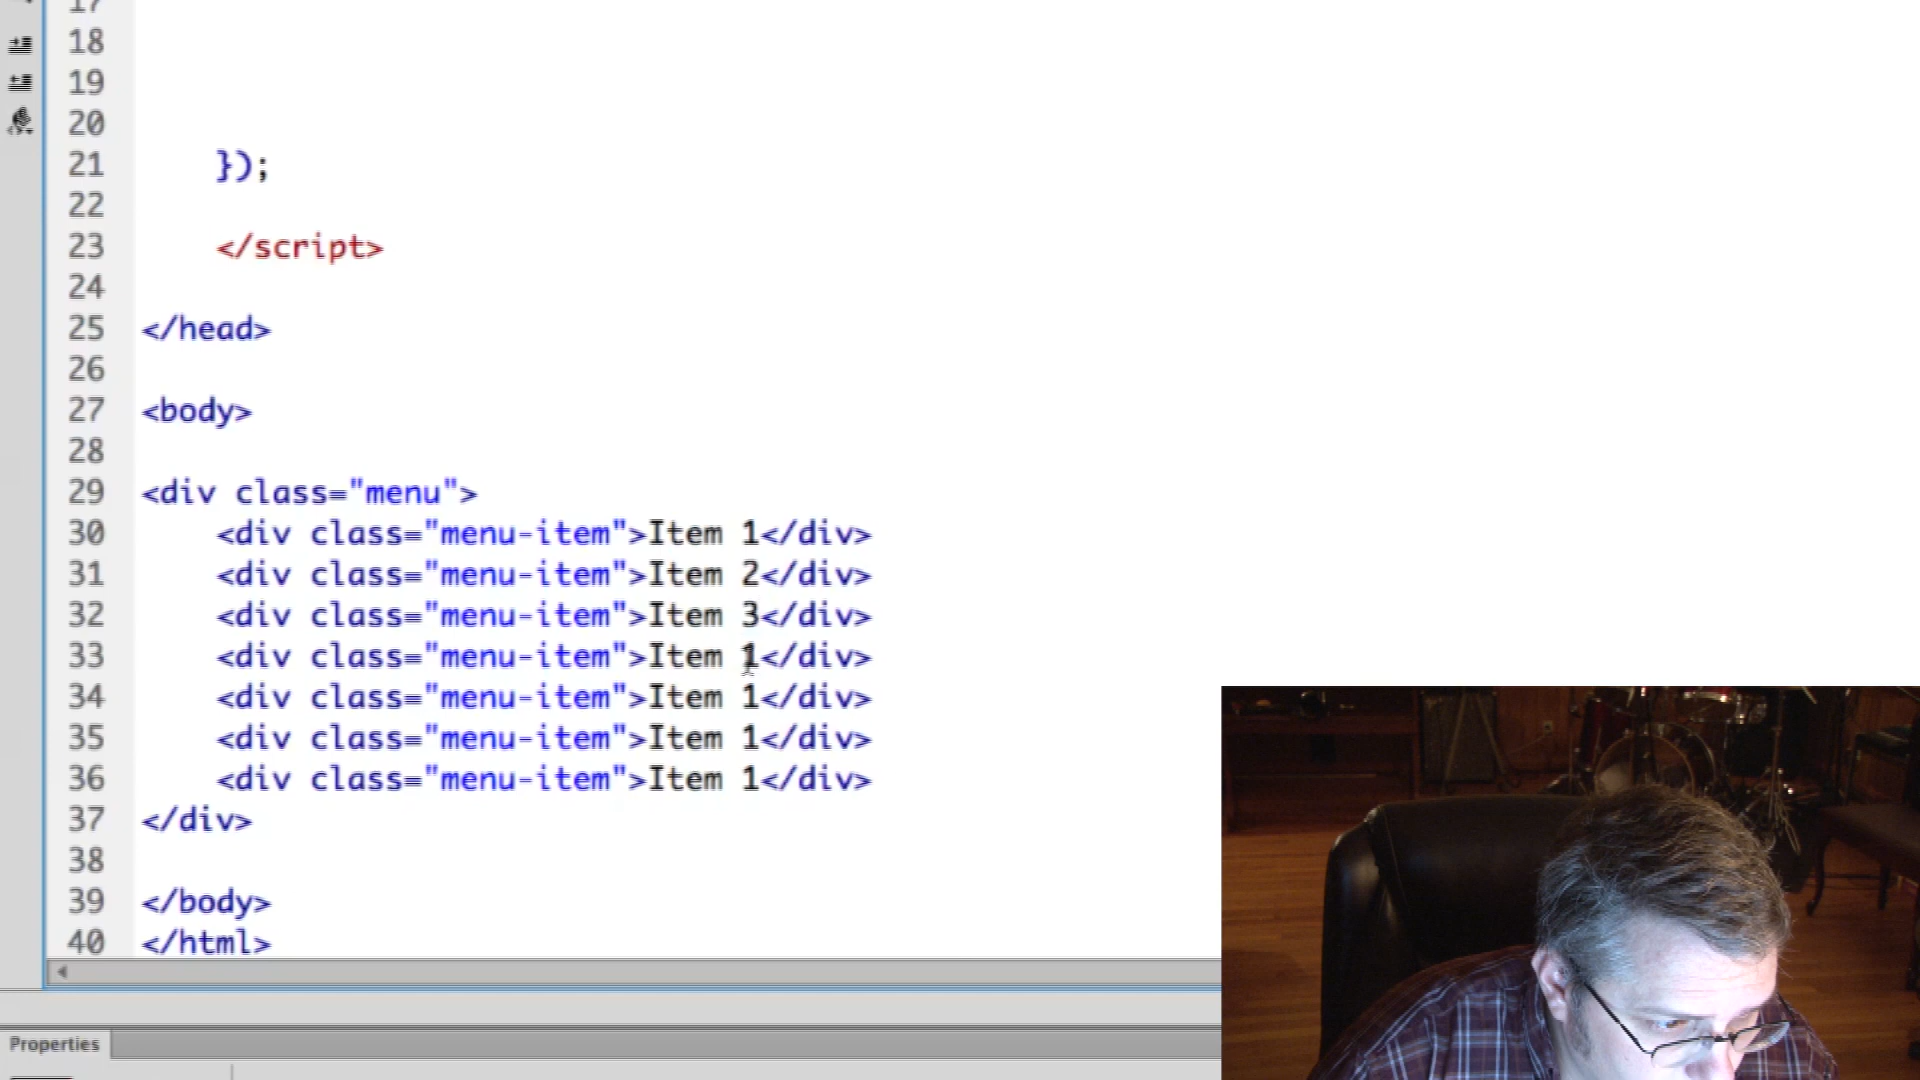 17
18
19
20
21 });
22
23 </script>
24
25 </head>
26
27 <body>
28
29 <div class="menu">
30 <div class="menu-item">Item 1</div>
31 <div class="menu-item">Item 2</div>
32 <div class="menu-item">Item 3</div>
33 <div class="menu-item">Item 1</div>
34 <div class="menu-item">Item 1</div>
35 <div class="menu-item">Item 1</div>
36 <div class="menu-item">Item 1</div>
37 </div>
38
39 </body>
40 </html>
Properties